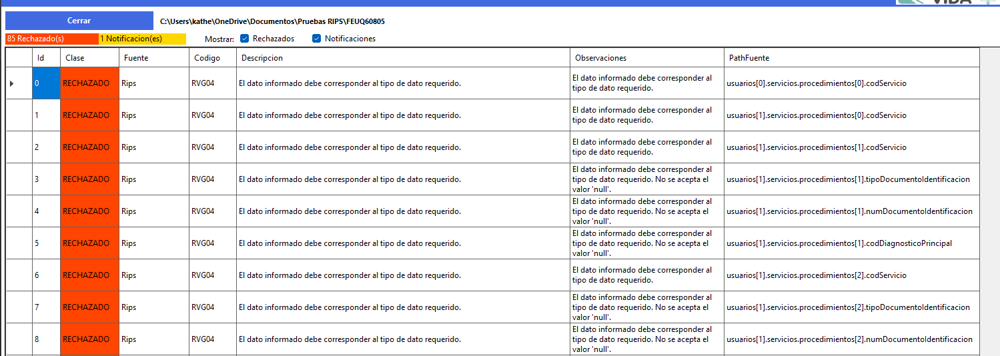 VIDA
Cerrar
C:\Users\kathe\OneDrive\Documentos\Pruebas RIPS\FEUQ60805
85 Rechazado(s)
1 Notificacion(es)
Mostrar:
Rechazados
Notificaciones
Id Clase Fuente Codigo Descripcion Observaciones PathFuente
0 RECHAZADO Rips RVG04 El dato informado debe corresponder al tipo de dato requerido. El dato informado debe corresponder al
tipo de dato requerido. usuarios[0].servicios.procedimientos[0].codServicio
1 RECHAZADO Rips RVG04 El dato informado debe corresponder al tipo de dato requerido. El dato informado debe corresponder al
tipo de dato requerido. usuarios[1].servicios.procedimientos[0].codServicio
2 RECHAZADO Rips RVG04 El dato informado debe corresponder al tipo de dato requerido. El dato informado debe corresponder al
tipo de dato requerido. usuarios[1].servicios.procedimientos[1].codServicio
3 RECHAZADO Rips RVG04 El dato informado debe corresponder al tipo de dato requerido. El dato informado debe corresponder al
tipo de dato requerido. No se acepta el
valor 'null'. usuarios[1].servicios.procedimientos[1].tipoDocumentoIdentificacion
4 RECHAZADO Rips RVG04 El dato informado debe corresponder al tipo de dato requerido. El dato informado debe corresponder al
tipo de dato requerido. No se acepta el
valor 'null'. usuarios[1].servicios.procedimientos[1].numDocumentoIdentificacion
5 RECHAZADO Rips RVG04 El dato informado debe corresponder al tipo de dato requerido. El dato informado debe corresponder al
tipo de dato requerido. No se acepta el
valor 'null'. usuarios[1].servicios.procedimientos[1].codDiagnosticoPrincipal
6 RECHAZADO Rips RVG04 El dato informado debe corresponder al tipo de dato requerido. El dato informado debe corresponder al
tipo de dato requerido. usuarios[1].servicios.procedimientos[2].codServicio
7 RECHAZADO Rips RVG04 El dato informado debe corresponder al tipo de dato requerido. El dato informado debe corresponder al
tipo de dato requerido. No se acepta el
valor 'null'. usuarios[1].servicios.procedimientos[2].tipoDocumentoIdentificacion
8 RECHAZADO Rips RVG04 El dato informado debe corresponder al tipo de dato requerido. El dato informado debe corresponder al
tipo de dato requerido. No se acepta el
valor 'null'. usuarios[1].servicios.procedimientos[2].numDocumentoIdentificacion